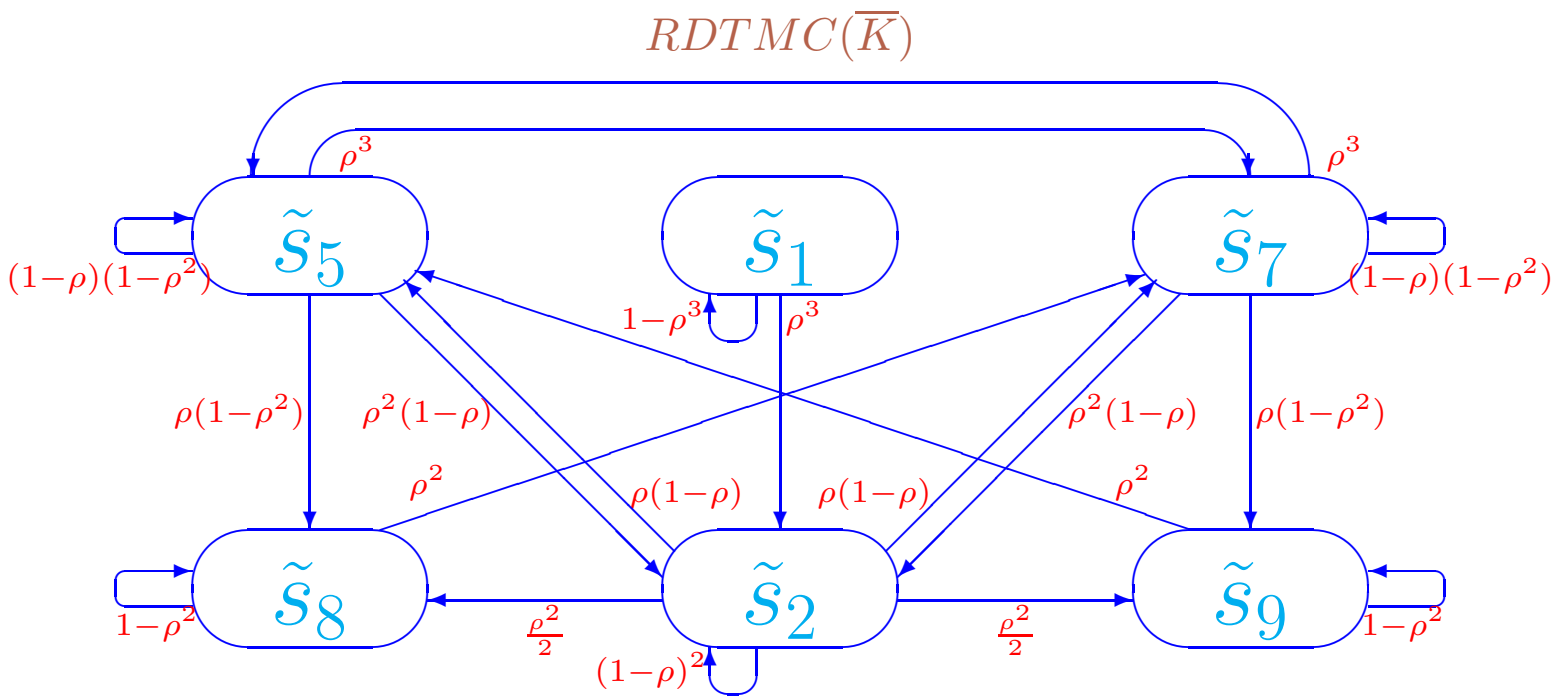 RDTMC(K̅)
ρ³ ρ³
s̃₅ s̃₁ s̃₇
(1−ρ)(1−ρ²) (1−ρ)(1−ρ²)
1−ρ³ ρ³
ρ(1−ρ²) ρ²(1−ρ) ρ²(1−ρ) ρ(1−ρ²)
ρ² ρ(1−ρ) ρ(1−ρ) ρ²
s̃₈ s̃₂ s̃₉
1−ρ² ρ²/2 ρ²/2 1−ρ²
(1−ρ)²